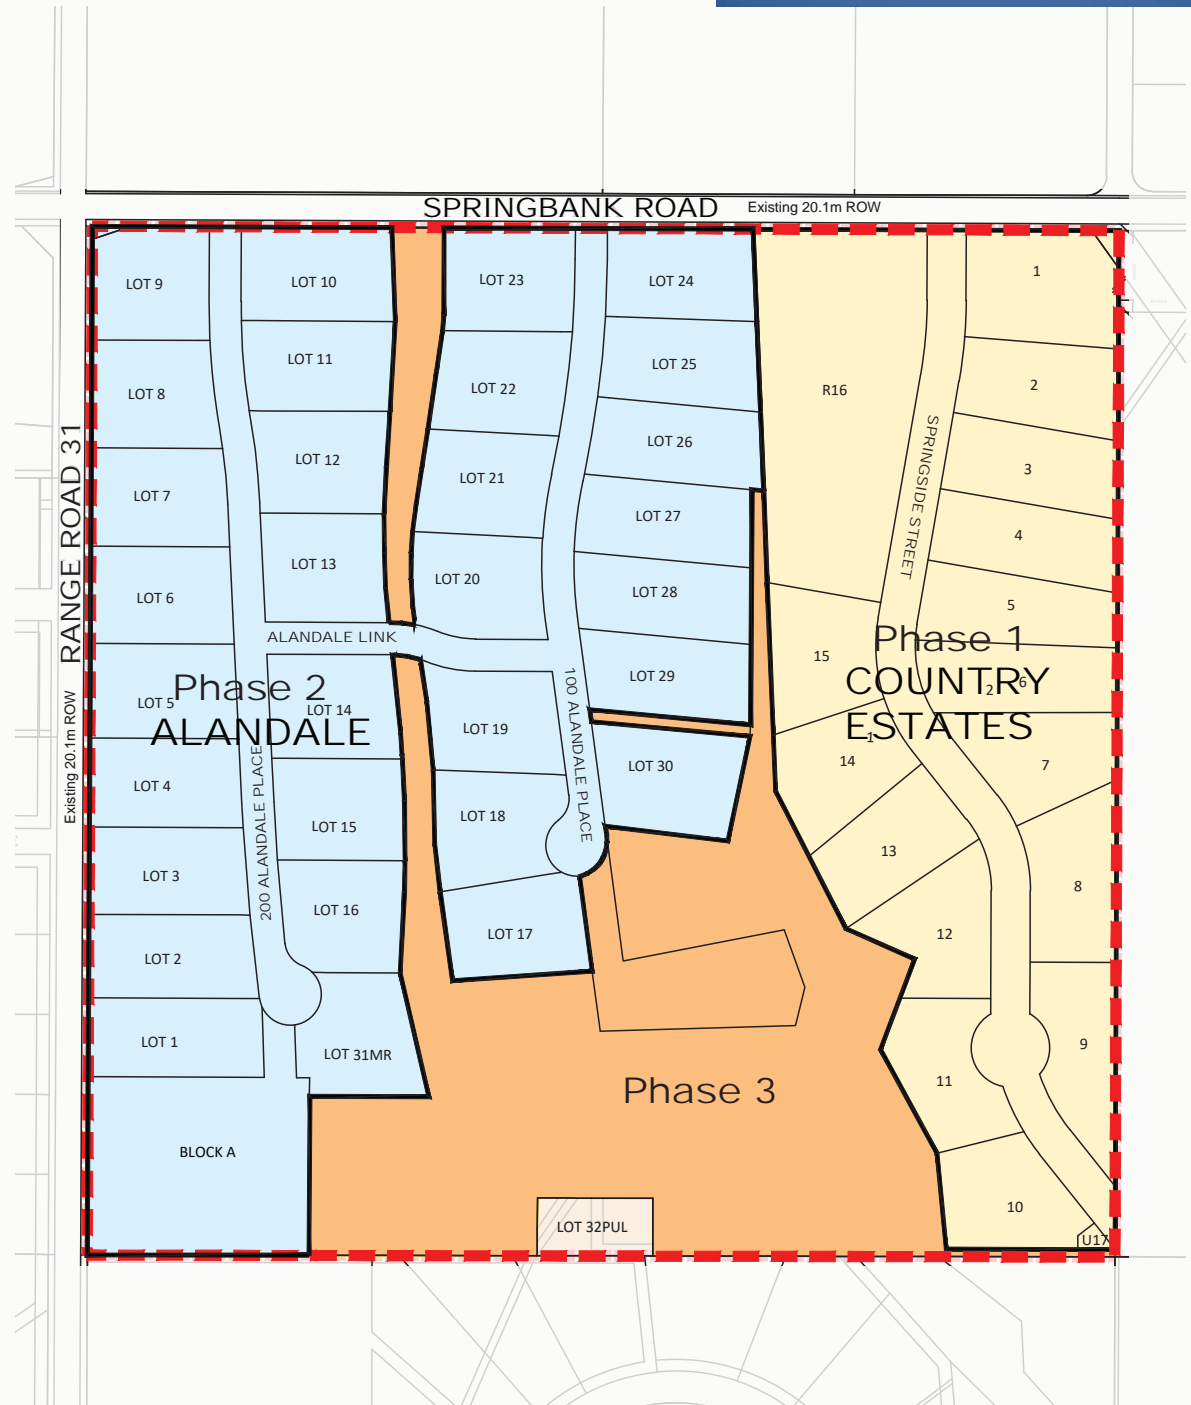 SPRINGBANK ROAD Existing 20.1m ROW
RANGE ROAD 31
Existing 20.1m ROW
LOT 9
LOT 10
LOT 23
LOT 24
1
LOT 11
LOT 8
LOT 22
LOT 25
R16
2
LOT 12
LOT 21
LOT 26
3
LOT 7
LOT 27
4
SPRINGSIDE STREET
LOT 13
LOT 20
LOT 28
5
LOT 6
ALANDALE LINK
Phase 1
COUNTRY
ESTATES
15
2
6
1
LOT 29
Phase 2
ALANDALE
LOT 5
LOT 14
LOT 19
100 ALANDALE PLACE
LOT 30
14
7
LOT 4
200 ALANDALE PLACE
LOT 15
LOT 18
13
LOT 3
8
LOT 16
LOT 17
12
LOT 2
LOT 1
LOT 31MR
9
11
Phase 3
BLOCK A
10
LOT 32PUL
U17